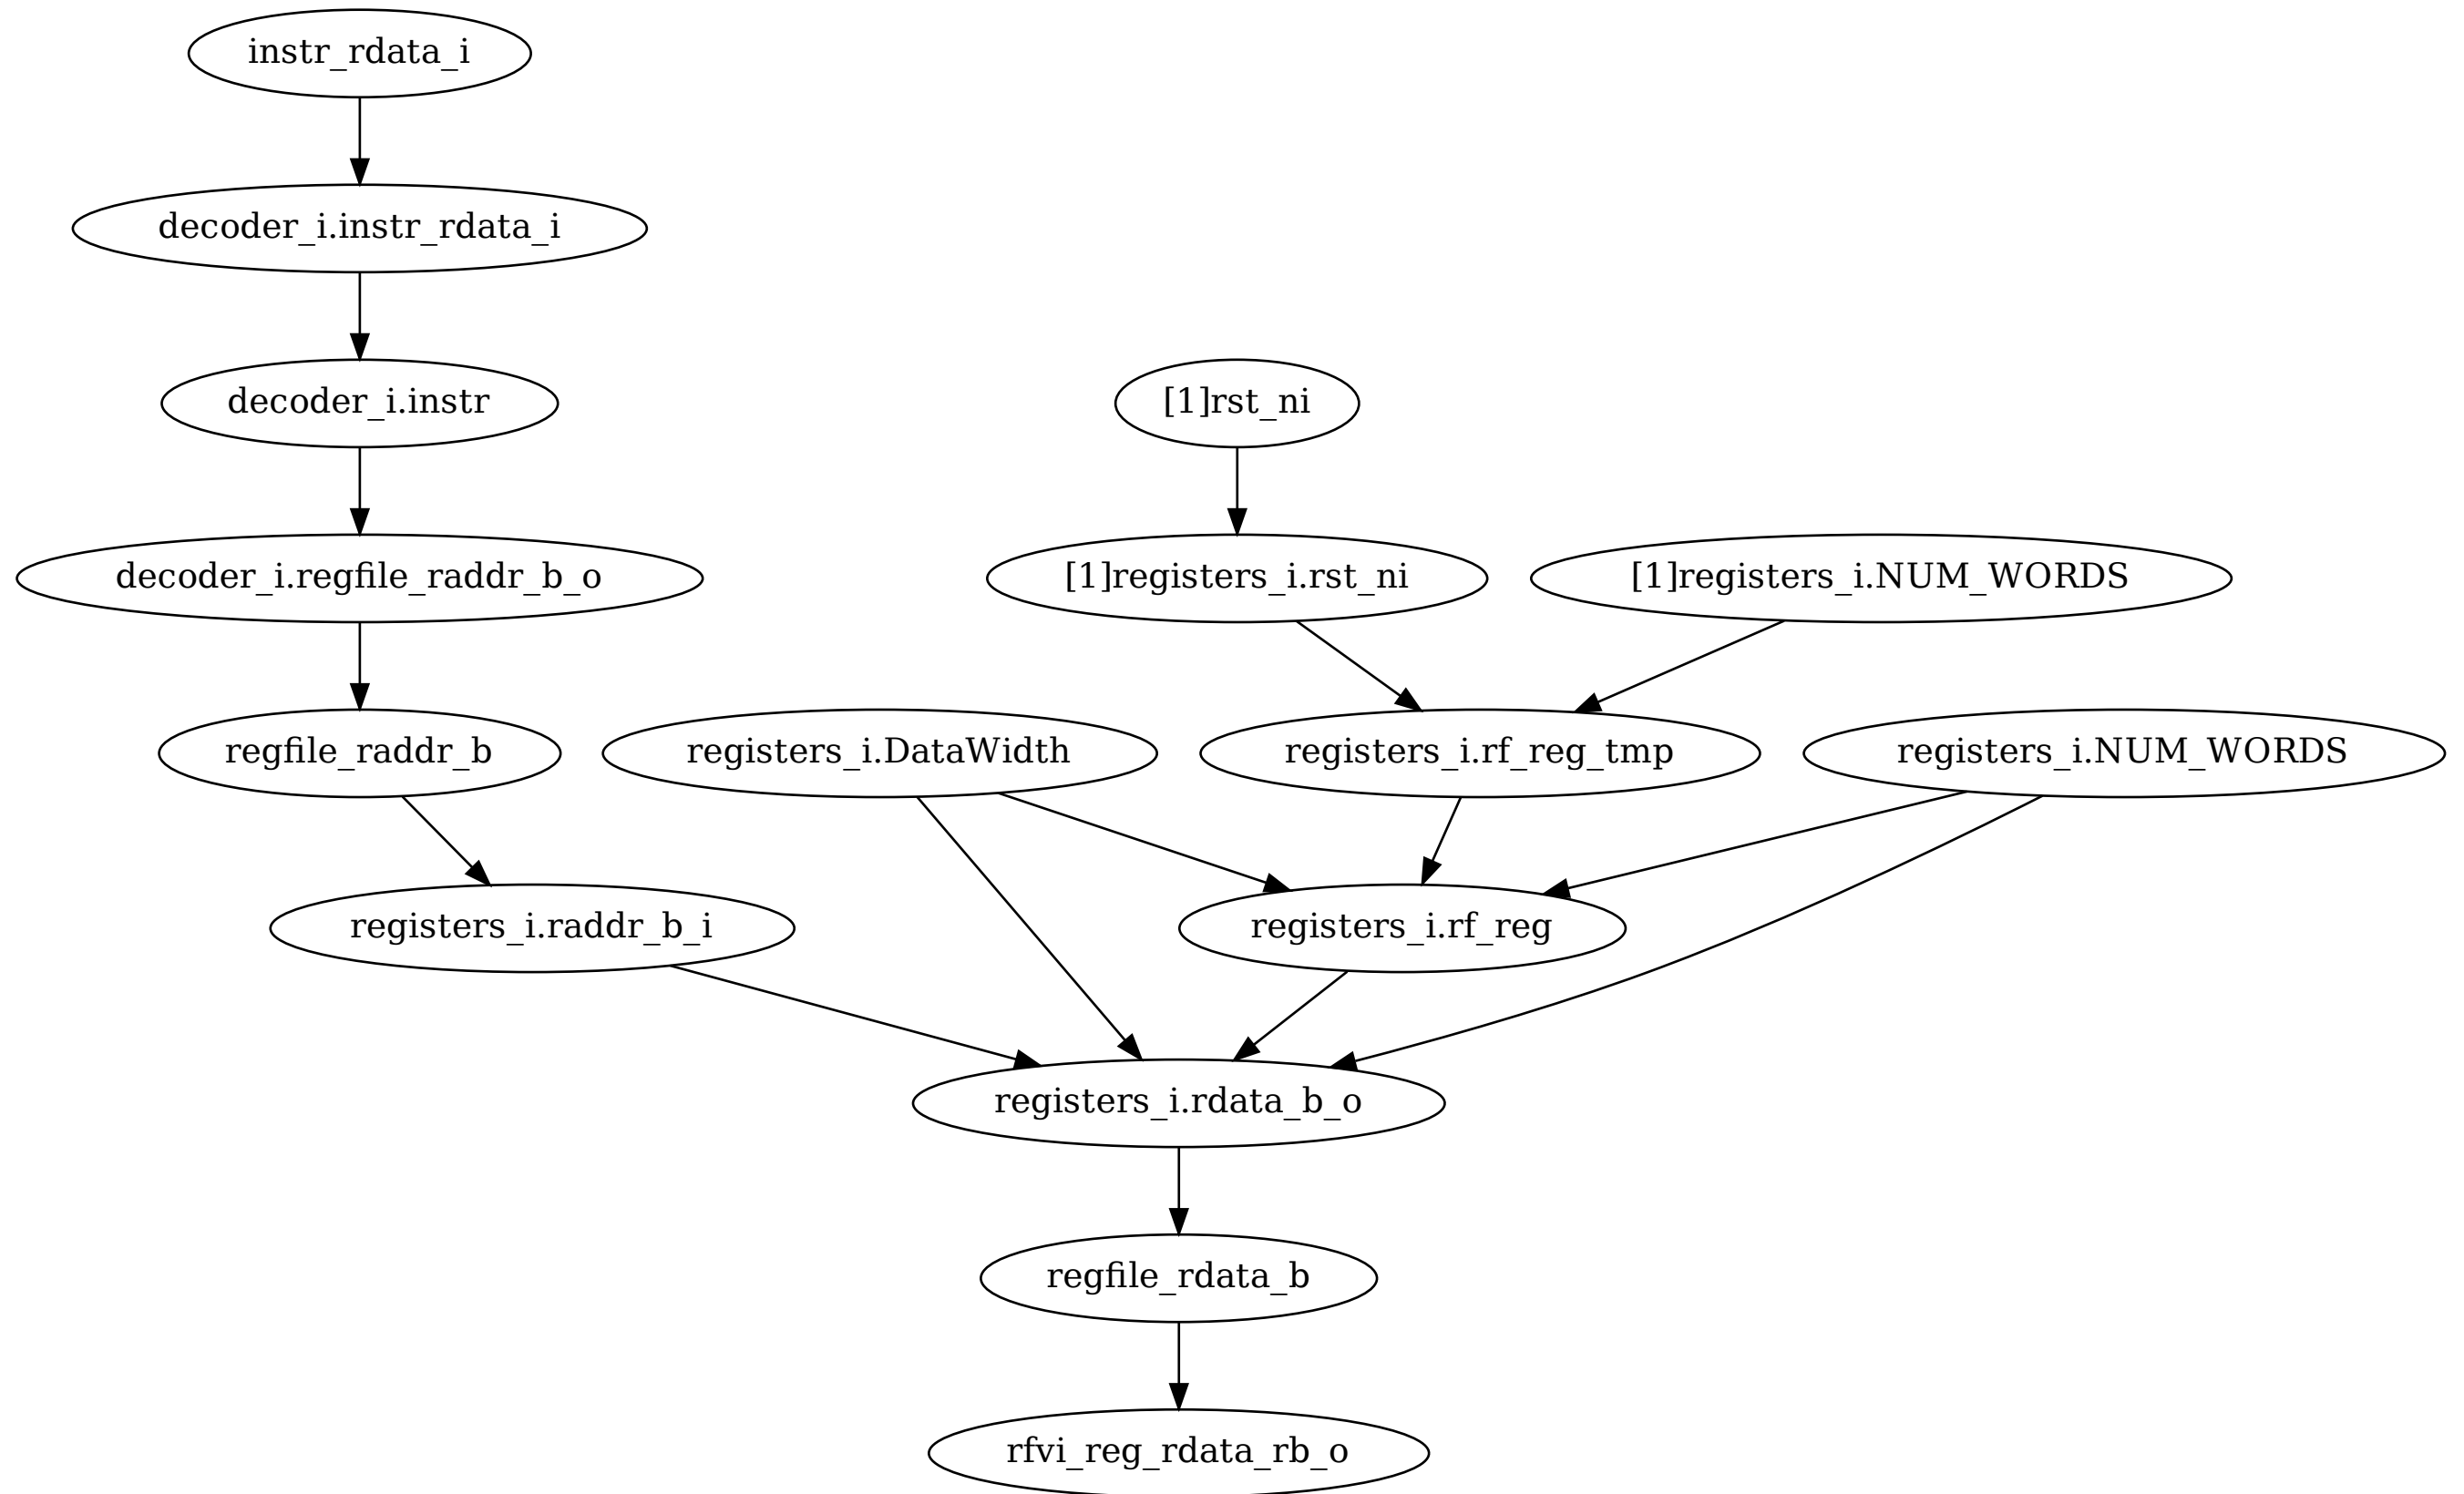 instr_rdata_i
decoder_i.instr_rdata_i
decoder_i.instr
[1]rst_ni
decoder_i.regfile_raddr_b_o
[1]registers_i.rst_ni
[1]registers_i.NUM_WORDS
regfile_raddr_b
registers_i.DataWidth
registers_i.rf_reg_tmp
registers_i.NUM_WORDS
registers_i.raddr_b_i
registers_i.rf_reg
registers_i.rdata_b_o
regfile_rdata_b
rfvi_reg_rdata_rb_o